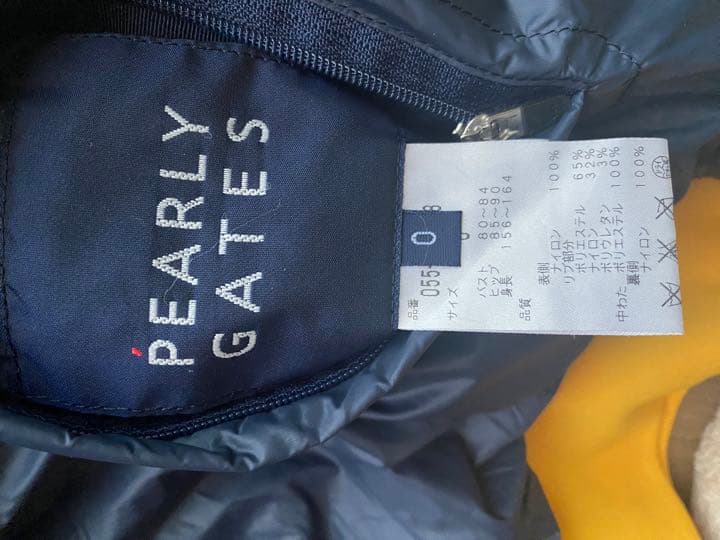 PEARLY
GATES
0
品番 055
サイズ
バスト 80~84
ヒップ 85~90
身長 156~164
品質
表側
ナイロン 100%
リブ部分
ポリエステル 65%
ナイロン 32%
ポリウレタン 3%
中わた ポリエステル 100%
裏側
ナイロン 100%